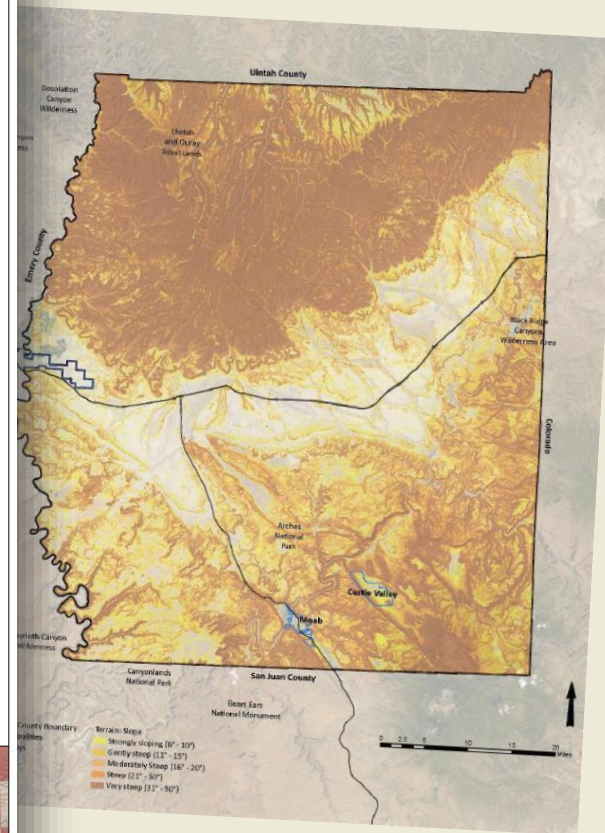 Uintah County
Desolation
Canyon
Wilderness
Uintah
and Ouray
Tribal Lands
Emery County
Black Ridge
Canyons
Wilderness Area
Colorado
Arches
National
Park
Castle Valley
Moab
Wilderness
Canyonlands
National Park
San Juan County
Bears Ears
National Monument
County Boundary
Terrain: Slope
Strongly sloping (6° - 10°)
Gently steep (11° - 15°)
Moderately Steep (16° - 20°)
Steep (21° - 30°)
Very steep (31° - 90°)
0 2.5 5 10 15 20
Miles